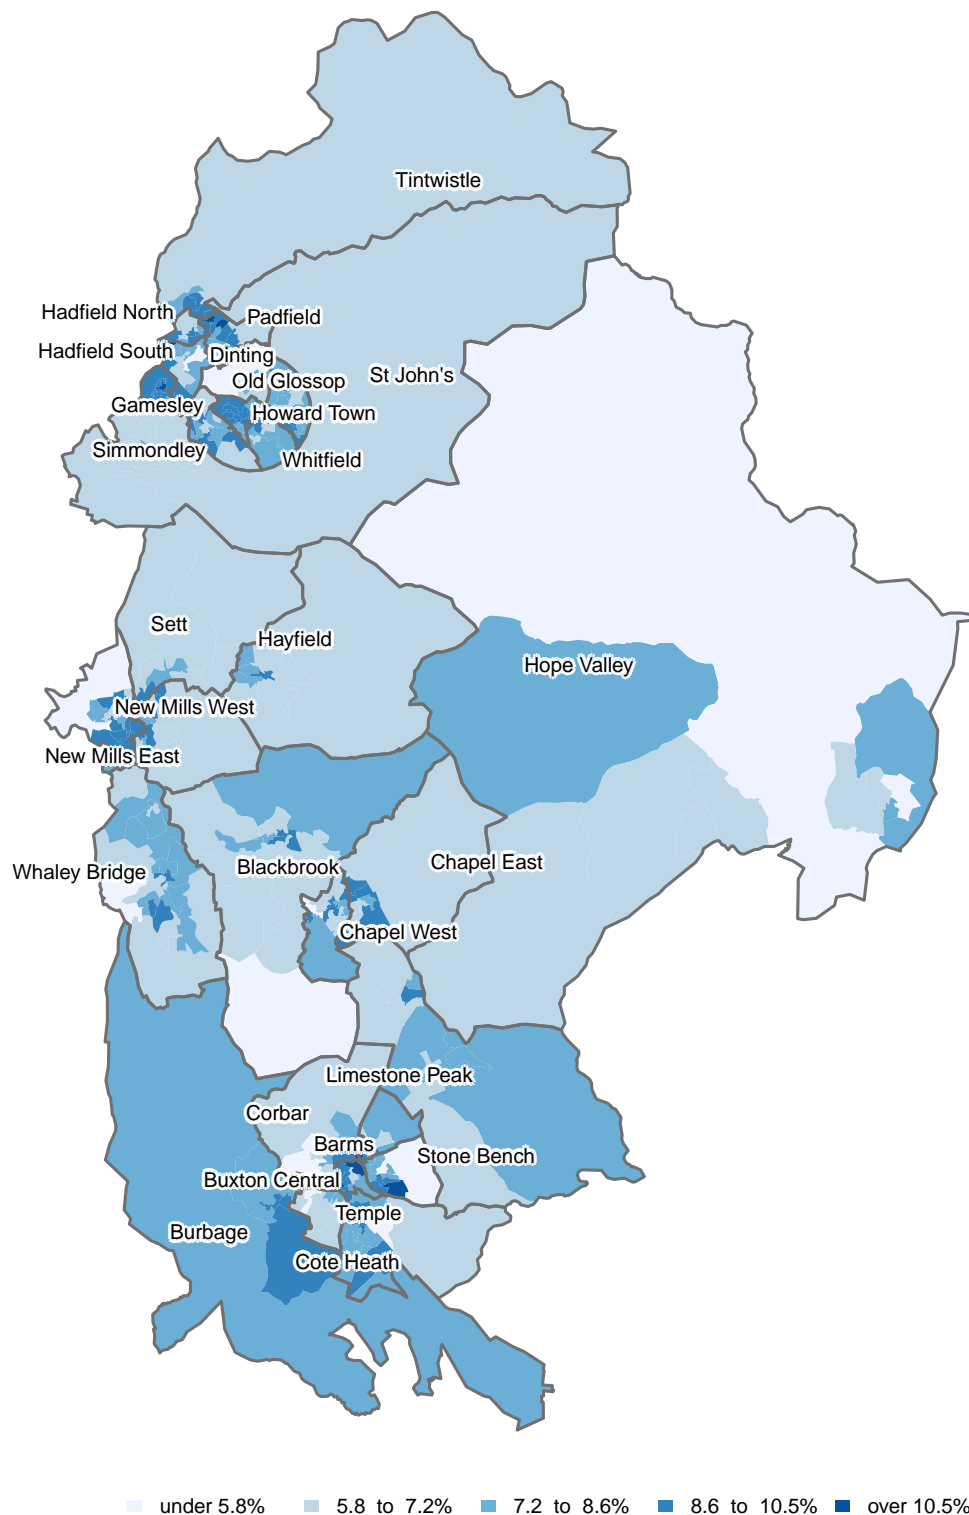 Tintwistle
Hadfield North
Padfield
Hadfield South
Dinting
St John's
Old Glossop
Gamesley
Howard Town
Simmondley
Whitfield
Sett
Hayfield
Hope Valley
New Mills West
New Mills East
Whaley Bridge
Blackbrook
Chapel East
Chapel West
Limestone Peak
Corbar
Barms
Stone Bench
Buxton Central
Temple
Burbage
Cote Heath
under 5.8% 5.8 to 7.2% 7.2 to 8.6% 8.6 to 10.5% over 10.5%